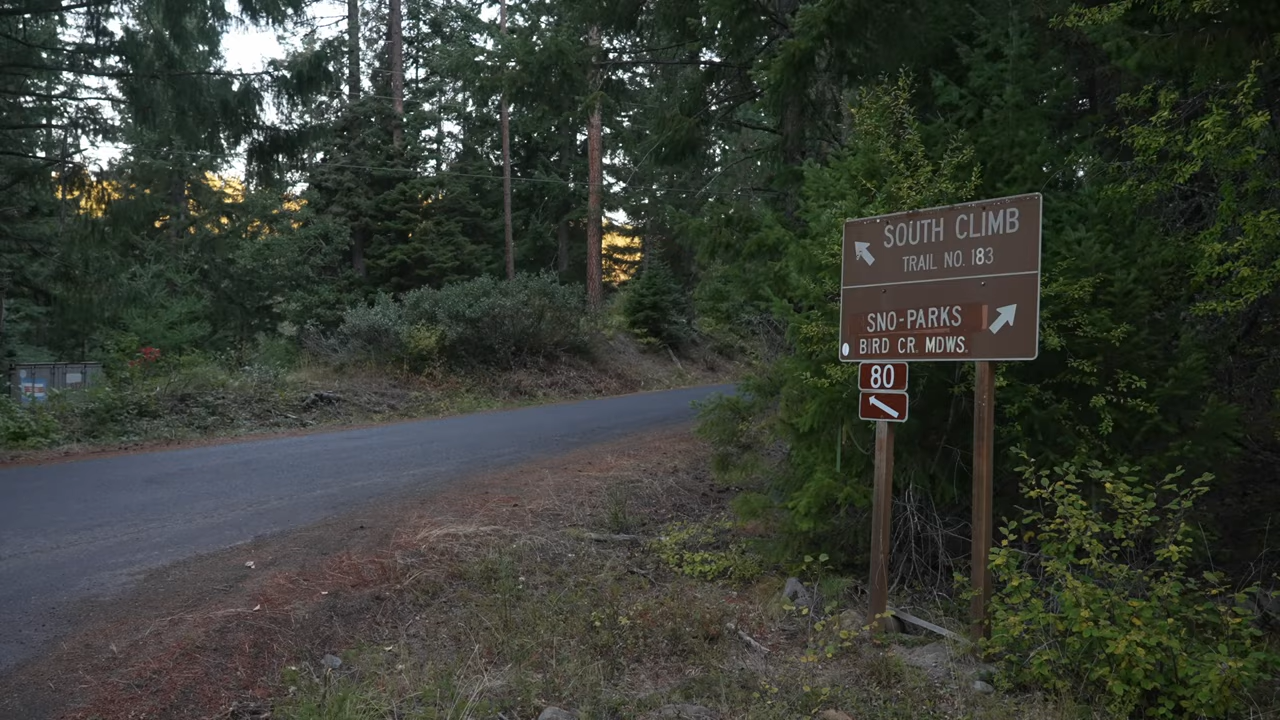 SOUTH CLIMB
TRAIL NO. 183
SNO-PARKS
BIRD CR. MDWS.
80